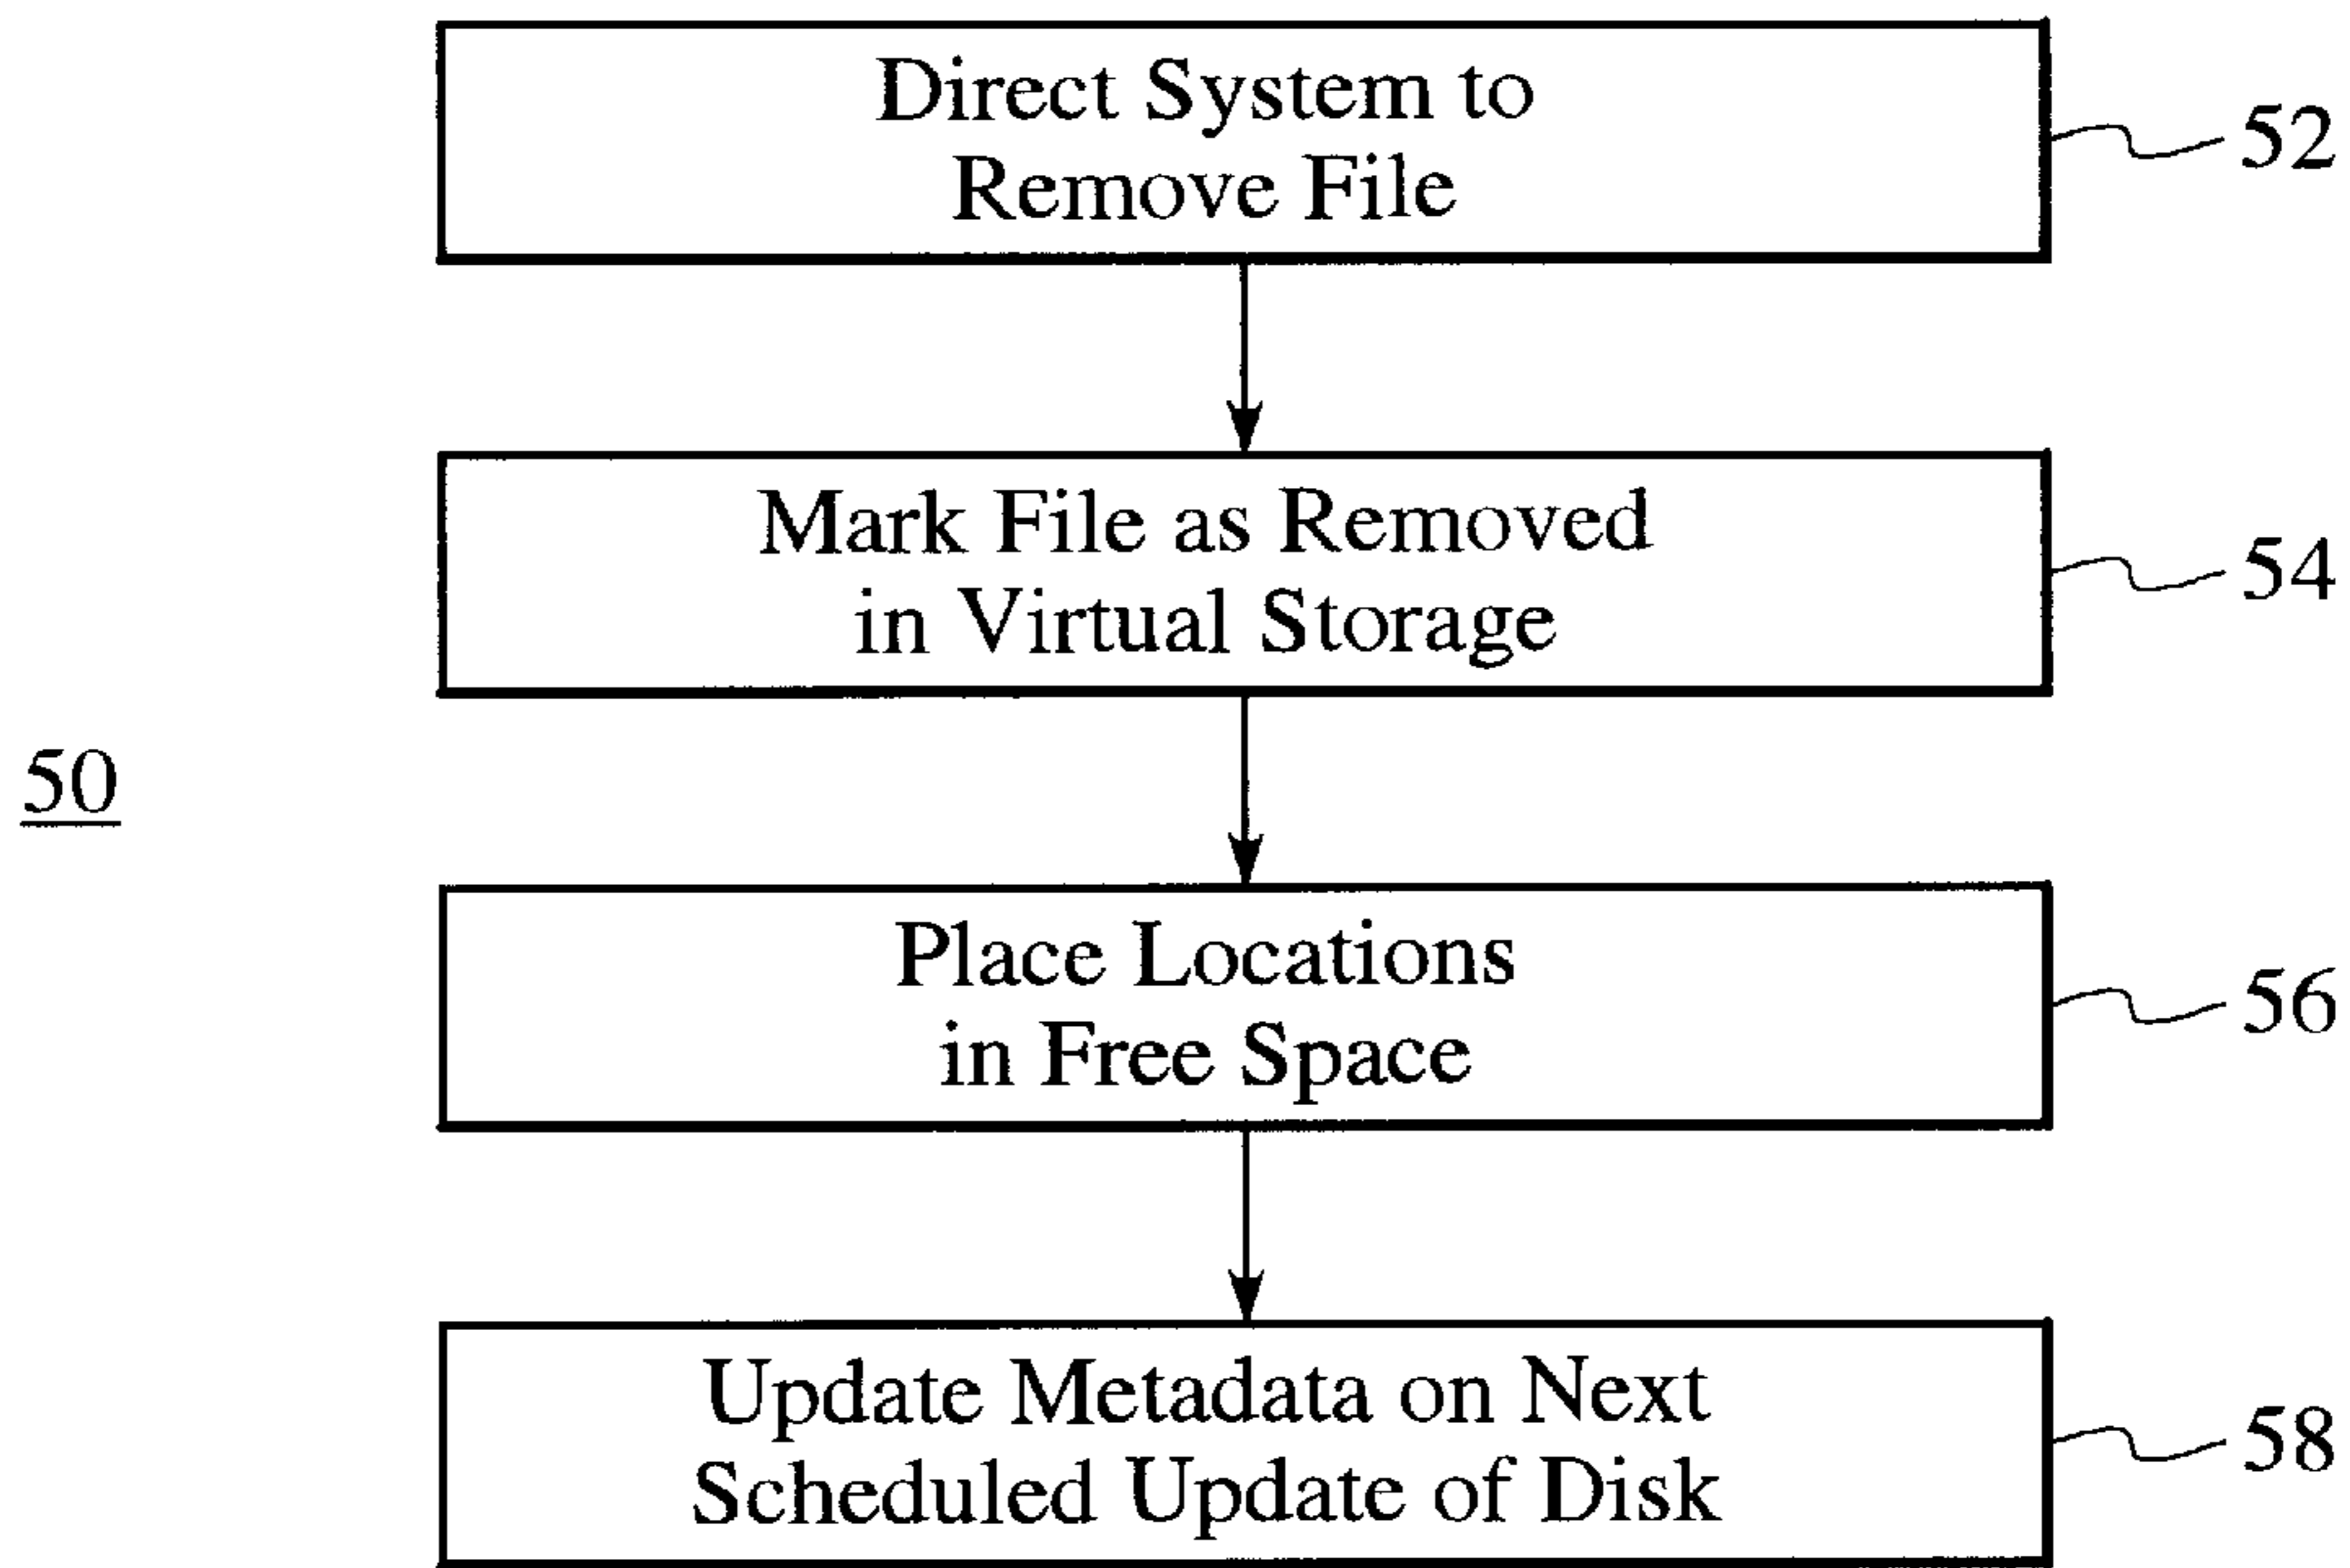 Direct System to
Remove File
52
Mark File as Removed
in Virtual Storage
54
50
Place Locations
in Free Space
56
Update Metadata on Next
Scheduled Update of Disk
58